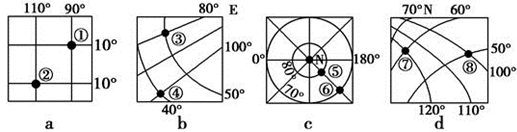 110° 90°
① 10°
② 10°
a
80° E
③ 100°
④ 50°
40°
b
0° N 180°
80° ⑤
70° ⑥
c
70°N 60°
⑦ ⑧ 50°
100°
120° 110°
d